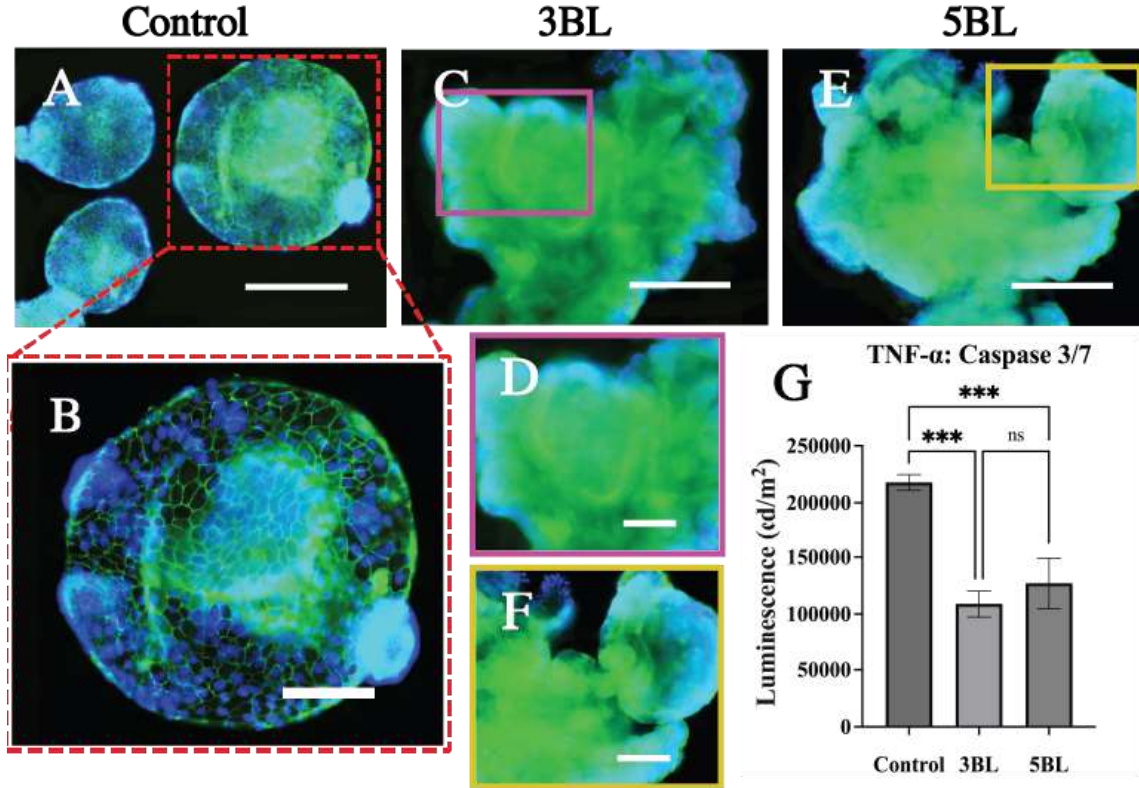 Control 3BL 5BL
A C E
B D F
G TNF-α: Caspase 3/7
***
*** ns
Luminescence (cd/m²)
250000
200000
150000
100000
50000
0
Control 3BL 5BL